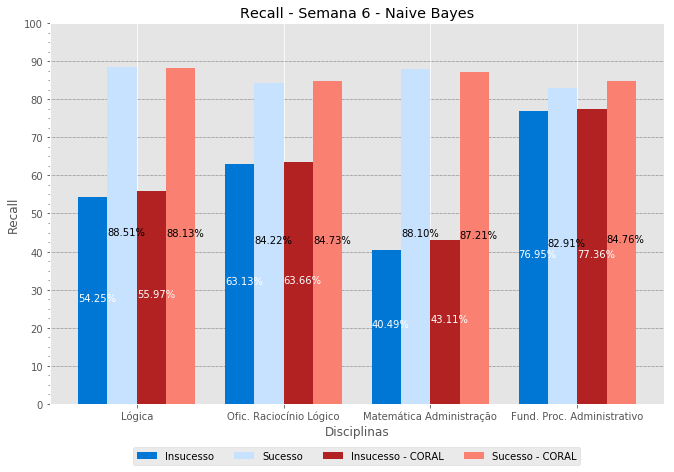 Recall - Semana 6 - Naive Bayes
100
90
80
70
60
50
40
30
20
10
0
Recall
88.51%
88.13%
84.22%
84.73%
88.10%
87.21%
82.91%
84.76%
54.25%
55.97%
63.13%
63.66%
40.49%
43.11%
76.95%
77.36%
Lógica
Ofic. Raciocínio Lógico
Matemática Administração
Fund. Proc. Administrativo
Disciplinas
Insucesso
Sucesso
Insucesso - CORAL
Sucesso - CORAL